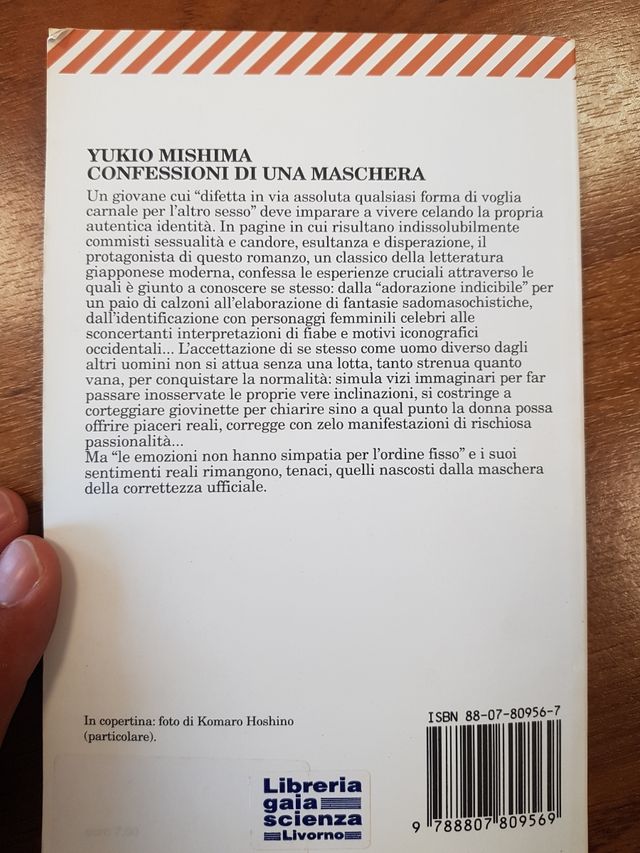 YUKIO MISHIMA
CONFESSIONI DI UNA MASCHERA
Un giovane cui “difetta in via assoluta qualsiasi forma di voglia
carnale per l'altro sesso” deve imparare a vivere celando la propria
autentica identità. In pagine in cui risultano indissolubilmente
commisti sessualità e candore, esultanza e disperazione, il
protagonista di questo romanzo, un classico della letteratura
giapponese moderna, confessa le esperienze cruciali attraverso le
quali è giunto a conoscere se stesso: dalla “adorazione indicibile” per
un paio di calzoni all'elaborazione di fantasie sadomasochistiche,
dall'identificazione con personaggi femminili celebri alle
sconcertanti interpretazioni di fiabe e motivi iconografici
occidentali... L'accettazione di se stesso come uomo diverso dagli
altri uomini non si attua senza una lotta, tanto strenua quanto
vana, per conquistare la normalità: simula vizi immaginari per far
passare inosservate le proprie vere inclinazioni, si costringe a
corteggiare giovinette per chiarire sino a qual punto la donna possa
offrire piaceri reali, corregge con zelo manifestazioni di rischiosa
passionalità...
Ma “le emozioni non hanno simpatia per l'ordine fisso” e i suoi
sentimenti reali rimangono, tenaci, quelli nascosti dalla maschera
della correttezza ufficiale.
In copertina: foto di Komaro Hoshino
(particolare).
ISBN 88-07-80956-7
9 788807 809569
Libreria
gaia
scienza
Livorno
euro 7,00